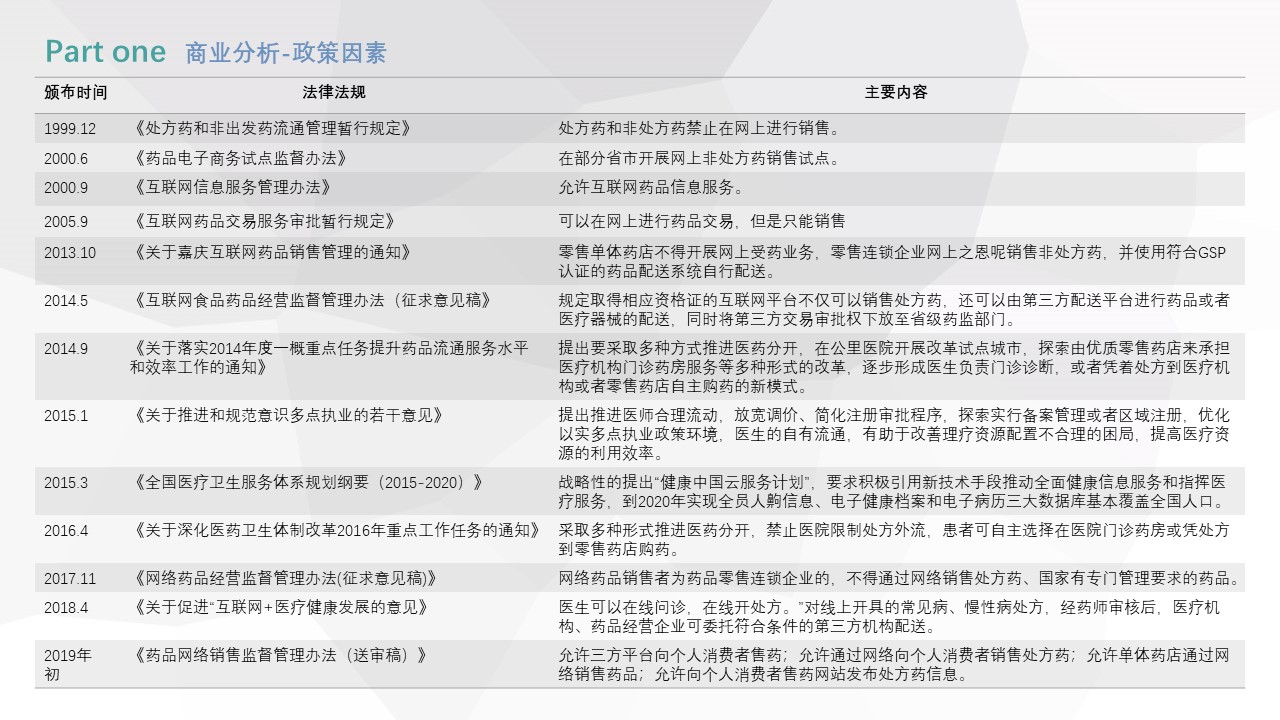 Part one 商业分析-政策因素
颁布时间 法律法规 主要内容
1999.12 《处方药和非出发药流通管理暂行规定》 处方药和非处方药禁止在网上进行销售。
2000.6 《药品电子商务试点监督办法》 在部分省市开展网上非处方药销售试点。
2000.9 《互联网信息服务管理办法》 允许互联网药品信息服务。
2005.9 《互联网药品交易服务审批暂行规定》 可以在网上进行药品交易，但是只能销售
2013.10 《关于嘉庆互联网药品销售管理的通知》 零售单体药店不得开展网上受药业务，零售连锁企业网上之恩呢销售非处方药，并使用符合GSP
认证的药品配送系统自行配送。
2014.5 《互联网食品药品经营监督管理办法（征求意见稿》 规定取得相应资格证的互联网平台不仅可以销售处方药，还可以由第三方配送平台进行药品或者
医疗器械的配送，同时将第三方交易审批权下放至省级药监部门。
2014.9 《关于落实2014年度一概重点任务提升药品流通服务水平 提出要采取多种方式推进医药分开，在公里医院开展改革试点城市，探索由优质零售药店来承担
和效率工作的通知》 医疗机构门诊药房服务等多种形式的改革，逐步形成医生负责门诊诊断，或者凭着处方到医疗机
构或者零售药店自主购药的新模式。
2015.1 《关于推进和规范意识多点执业的若干意见》 提出推进医师合理流动，放宽调价、简化注册审批程序，探索实行备案管理或者区域注册，优化
以实多点执业政策环境，医生的自有流通，有助于改善理疗资源配置不合理的困局，提高医疗资
源的利用效率。
2015.3 《全国医疗卫生服务体系规划纲要（2015-2020）》 战略性的提出“健康中国云服务计划”，要求积极引用新技术手段推动全面健康信息服务和指挥医
疗服务，到2020年实现全员人齁信息、电子健康档案和电子病历三大数据库基本覆盖全国人口。
2016.4 《关于深化医药卫生体制改革2016年重点工作任务的通知》 采取多种形式推进医药分开，禁止医院限制处方外流，患者可自主选择在医院门诊药房或凭处方
到零售药店购药。
2017.11 《网络药品经营监督管理办法(征求意见稿)》 网络药品销售者为药品零售连锁企业的，不得通过网络销售处方药、国家有专门管理要求的药品。
2018.4 《关于促进“互联网+医疗健康发展的意见》 医生可以在线问诊，在线开处方。”对线上开具的常见病、慢性病处方，经药师审核后，医疗机
构、药品经营企业可委托符合条件的第三方机构配送。
2019年 《药品网络销售监督管理办法（送审稿）》 允许三方平台向个人消费者售药；允许通过网络向个人消费者销售处方药；允许单体药店通过网
初 络销售药品；允许向个人消费者售药网站发布处方药信息。